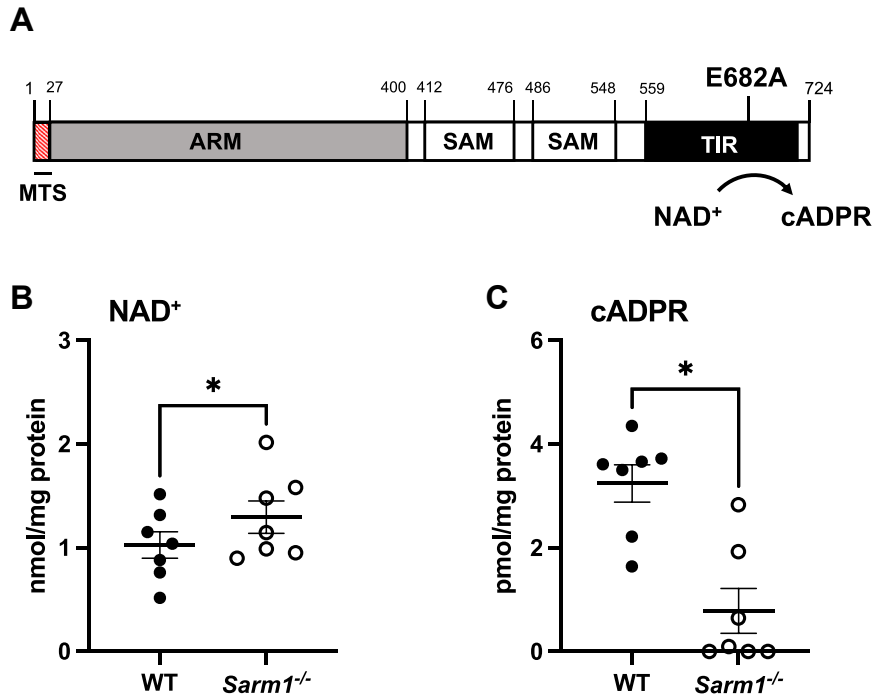 A
1 27 400 412 476 486 548 559 E682A 724
ARM SAM SAM TIR
MTS
NAD⁺ cADPR
B
NAD⁺
3
2
1
0
nmol/mg protein
*
WT Sarm1⁻/⁻
C
cADPR
6
4
2
0
pmol/mg protein
*
WT Sarm1⁻/⁻